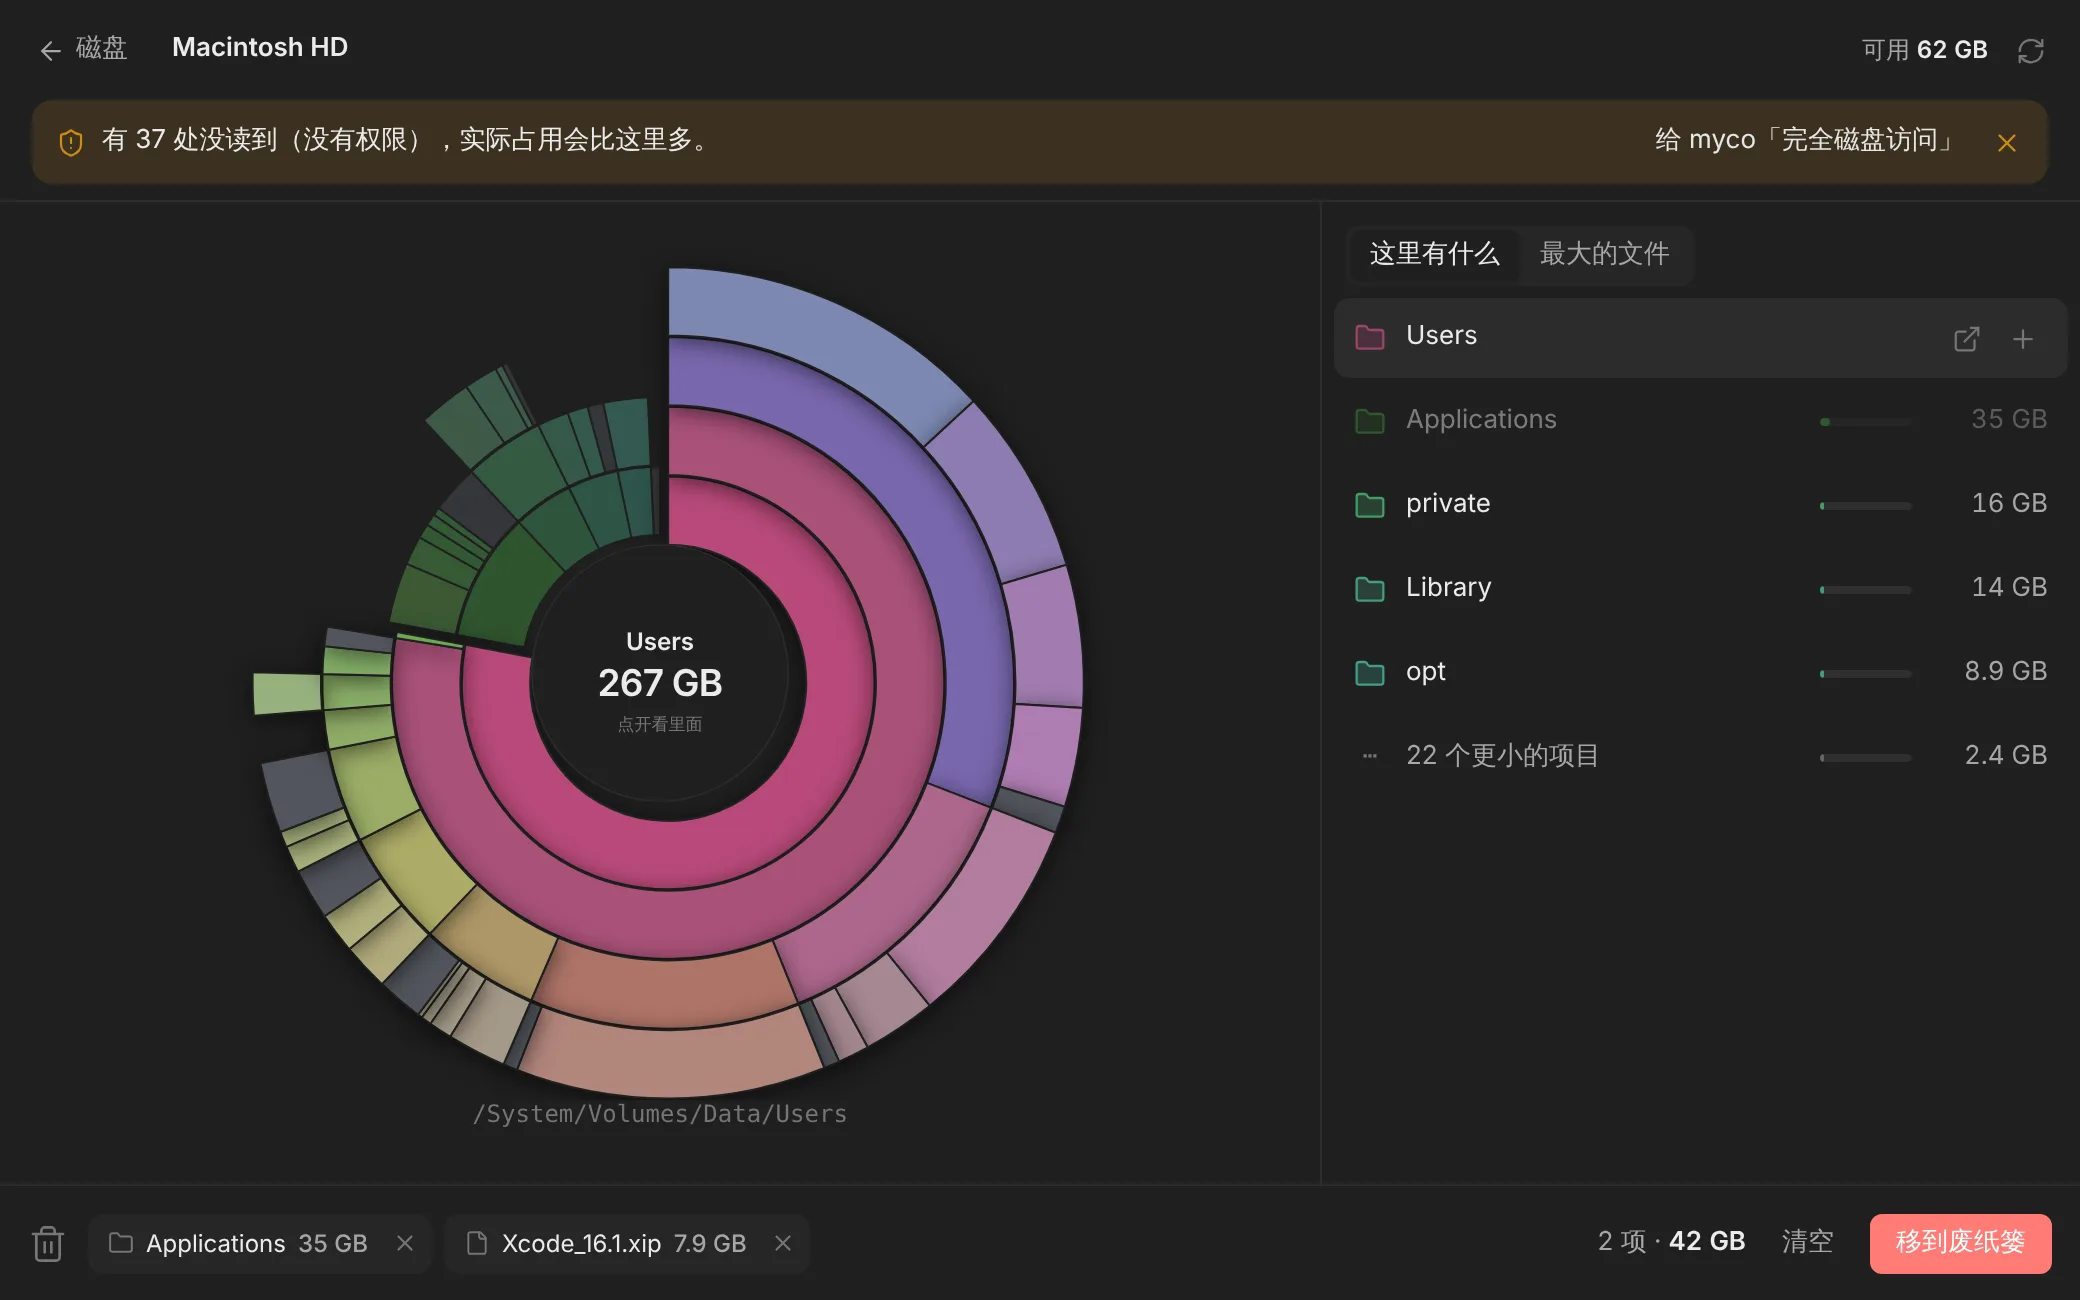 磁盘 Macintosh HD 可用 62 GB
有 37 处没读到（没有权限），实际占用会比这里多。 给 myco「完全磁盘访问」
这里有什么 最大的文件
Users
Applications 35 GB
private 16 GB
Library 14 GB
opt 8.9 GB
22 个更小的项目 2.4 GB
Users
267 GB
点开看里面
/System/Volumes/Data/Users
Applications 35 GB Xcode_16.1.xip 7.9 GB 2 项 · 42 GB 清空 移到废纸篓